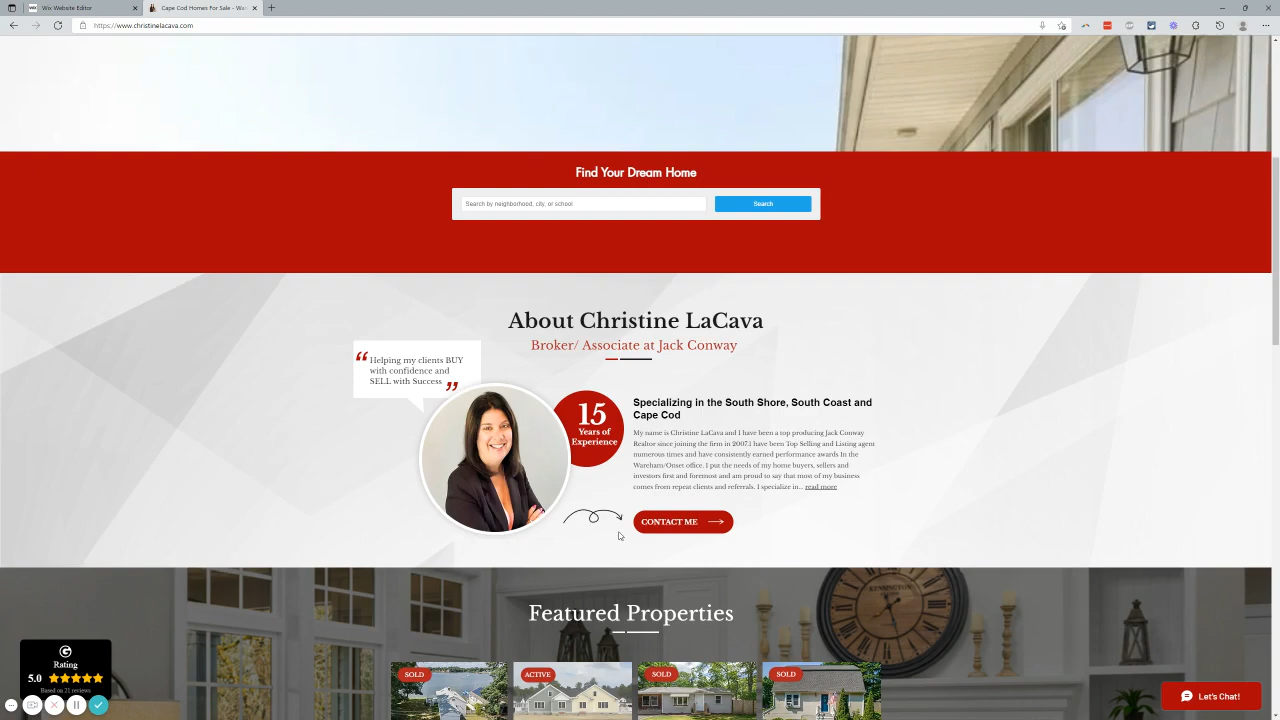 Wix Website Editor
Cape Cod Homes For Sale - Wa
https://www.christinelacava.com
Find Your Dream Home
Search by neighborhood, city, or school
Search
About Christine LaCava
Broker/ Associate at Jack Conway
“Helping my clients BUY
with confidence and
SELL with Success”
15
Years of
Experience
Specializing in the South Shore, South Coast and
Cape Cod
My name is Christine LaCava and I have been a top producing Jack Conway
Realtor since joining the firm in 2007.I have been Top Selling and Listing agent
numerous times and have consistently earned performance awards In the
Wareham/Onset office. I put the needs of my home buyers, sellers and
investors first and foremost and am proud to say that most of my business
comes from repeat clients and referrals. I specialize in... read more
CONTACT ME
Featured Properties
KENSINGTON
SOLD
ACTIVE
SOLD
SOLD
G
Rating
5.0
Based on 21 reviews
Let's Chat!